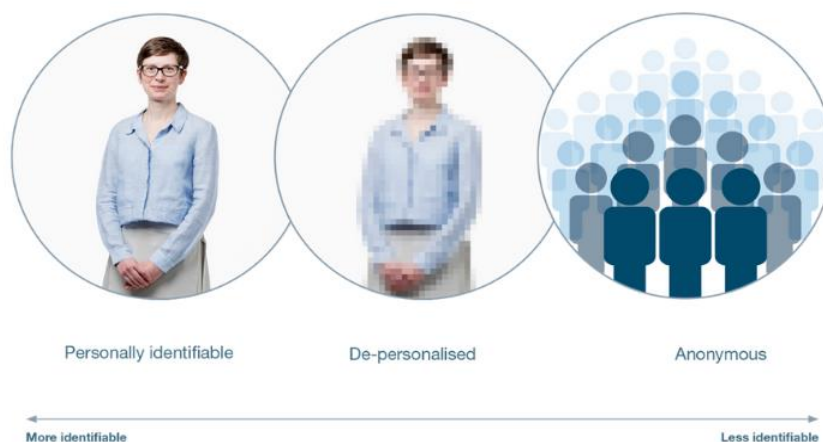 Personally identifiable
De-personalised
Anonymous
More identifiable
Less identifiable